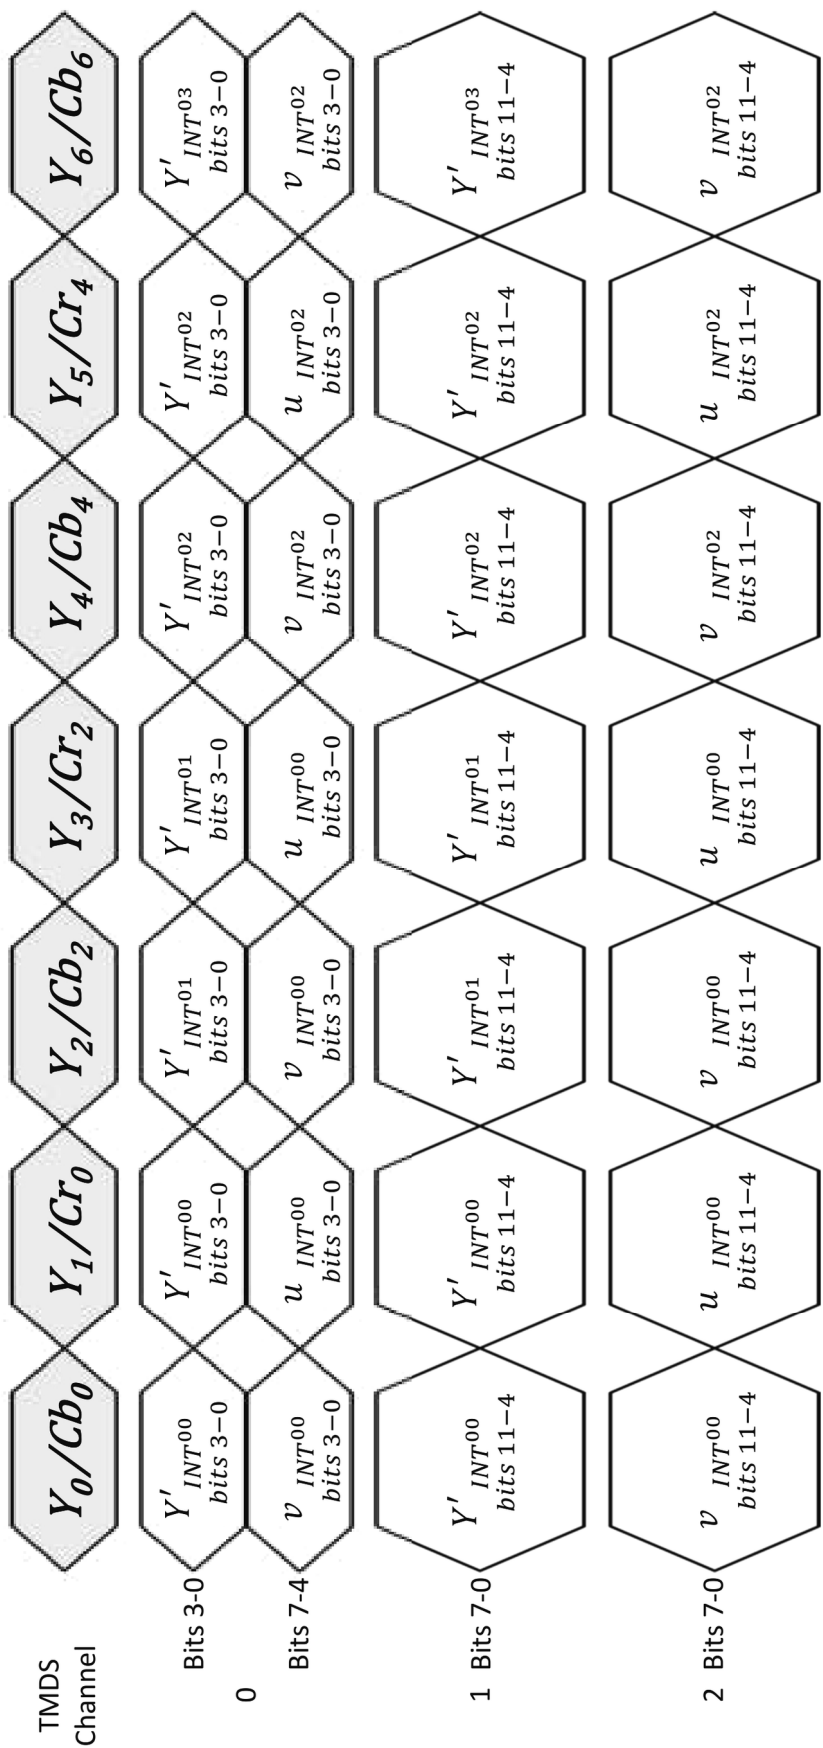 TMDS
Channel
Y₀/Cb₀
Y₁/Cr₀
Y₂/Cb₂
Y₃/Cr₂
Y₄/Cb₄
Y₅/Cr₄
Y₆/Cb₆
0
Bits 3-0
Y′ INT⁰⁰
bits 3−0
Y′ INT⁰⁰
bits 3−0
Y′ INT⁰¹
bits 3−0
Y′ INT⁰¹
bits 3−0
Y′ INT⁰²
bits 3−0
Y′ INT⁰²
bits 3−0
Y′ INT⁰³
bits 3−0
Bits 7-4
v INT⁰⁰
bits 3−0
u INT⁰⁰
bits 3−0
v INT⁰⁰
bits 3−0
u INT⁰⁰
bits 3−0
v INT⁰²
bits 3−0
u INT⁰²
bits 3−0
v INT⁰²
bits 3−0
1 Bits 7-0
Y′ INT⁰⁰
bits 11−4
Y′ INT⁰⁰
bits 11−4
Y′ INT⁰¹
bits 11−4
Y′ INT⁰¹
bits 11−4
Y′ INT⁰²
bits 11−4
Y′ INT⁰²
bits 11−4
Y′ INT⁰³
bits 11−4
2 Bits 7-0
v INT⁰⁰
bits 11−4
u INT⁰⁰
bits 11−4
v INT⁰⁰
bits 11−4
u INT⁰⁰
bits 11−4
v INT⁰²
bits 11−4
u INT⁰²
bits 11−4
v INT⁰²
bits 11−4